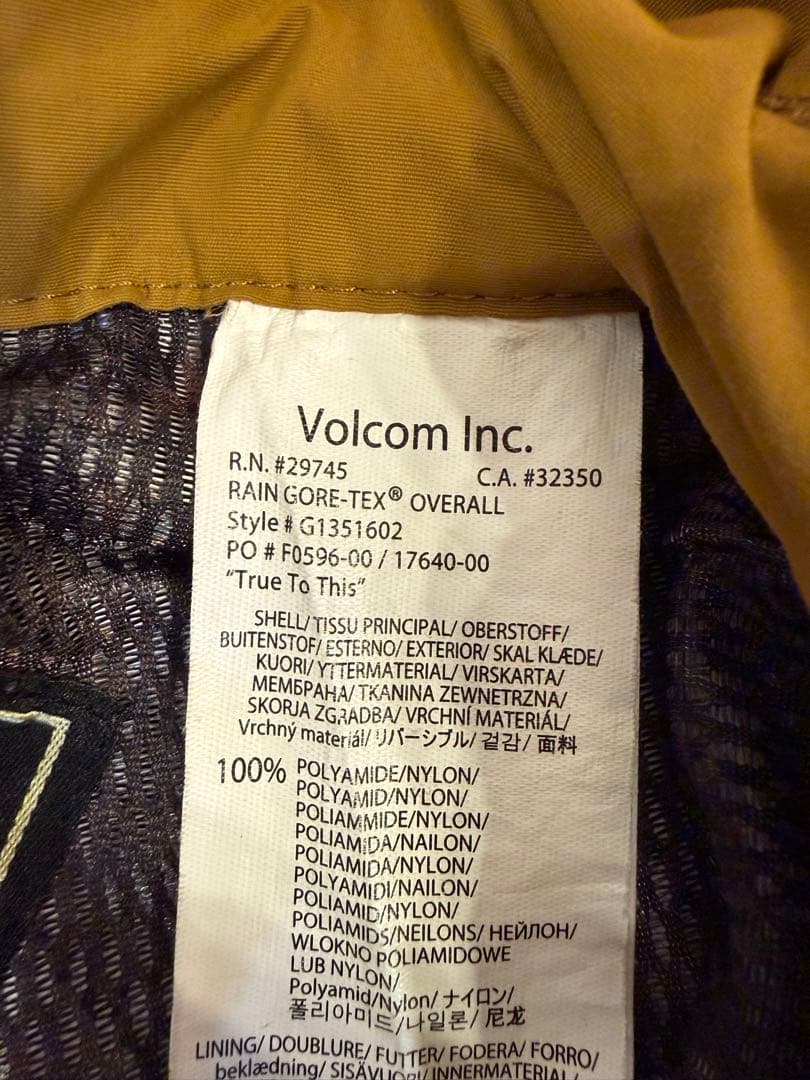 Volcom Inc.
R.N. #29745 C.A. #32350
RAIN GORE-TEX® OVERALL
Style # G1351602
PO # F0596-00 / 17640-00
“True To This”
SHELL/ TISSU PRINCIPAL/ OBERSTOFF/
BUITENSTOF/ ESTERNO/ EXTERIOR/ SKAL KLÆDE/
KUORI/ YTTERMATERIAL/ VIRSKARTA/
МЕМБРАНА/ TKANINA ZEWNETRZNA/
SKORJA ZGRADBA/ VRCHNÍ MATERIÁL/
Vrchný materiál/ リバーシブル/ 겉감/ 面料
100% POLYAMIDE/NYLON/
POLYAMID/NYLON/
POLIAMMIDE/NYLON/
POLIAMIDA/NAILON/
POLIAMIDA/NYLON/
POLYAMIDI/NAILON/
POLIAMID/NYLON/
POLIAMIDS/NEILONS/ НЕЙЛОН/
WLOKNO POLIAMIDOWE
LUB NYLON/
Polyamid/Nylon/ ナイロン/
폴리아미드/나일론/ 尼龙
LINING/ DOUBLURE/ FUTTER/ FODERA/ FORRO/
beklædning/ SISÄVUORI/ INNERMATERIAL/